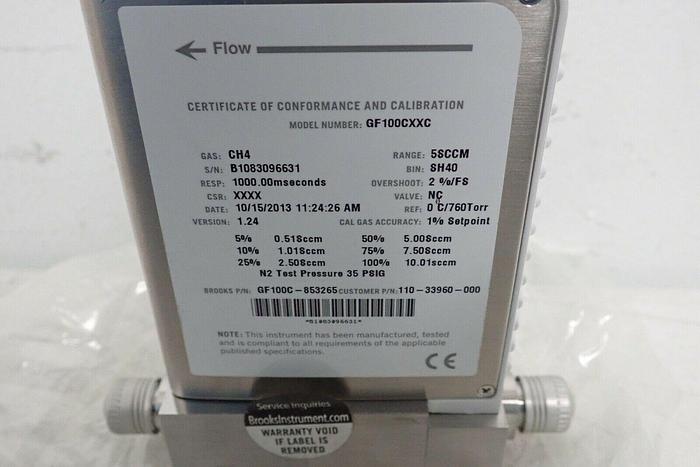 Flow
CERTIFICATE OF CONFORMANCE AND CALIBRATION
MODEL NUMBER: GF100CXXC
GAS: CH4 RANGE: 5SCCM
S/N: B1083096631 BIN: SH40
RESP: 1000.00mseconds OVERSHOOT: 2 %/FS
CSR: XXXX VALVE: NC
DATE: 10/15/2013 11:24:26 AM REF: 0°C/760Torr
VERSION: 1.24 CAL GAS ACCURACY: 1% Setpoint
5% 0.51Sccm 50% 5.00Sccm
10% 1.01Sccm 75% 7.50Sccm
25% 2.50Sccm 100% 10.01sccm
N2 Test Pressure 35 PSIG
BROOKS P/N: GF100C-853265 CUSTOMER P/N: 110-33960-000
*B1083096631*
NOTE: This instrument has been manufactured, tested
and is compliant to all requirements of the applicable
published specifications.
CE
Service Inquiries
BrooksInstrument.com
WARRANTY VOID
IF LABEL IS
REMOVED